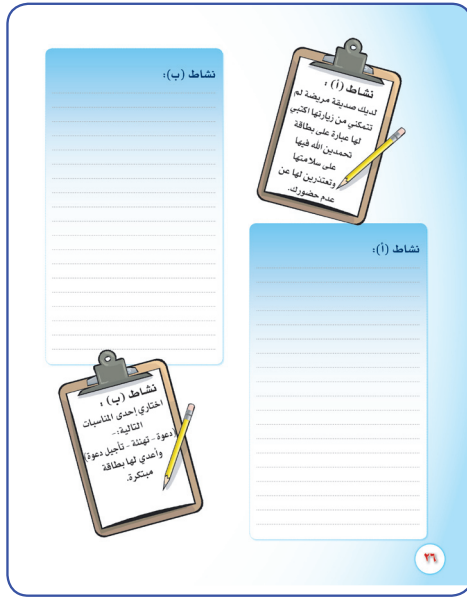 نشاط (أ) :
لديك صديقة مريضة لم
تتمكني من زيارتها اكتبي
لها عبارة على بطاقة
تحمدين الله فيها
على سلامتها
وتعتذرين لها عن
عدم حضورك.
نشاط (أ):
نشاط (ب):
نشاط (ب) :
اختاري إحدى المناسبات
التالية:-
(دعوة - تهنئة - تأجيل دعوة)
وأعدي لها بطاقة
مبتكرة.
٢٦